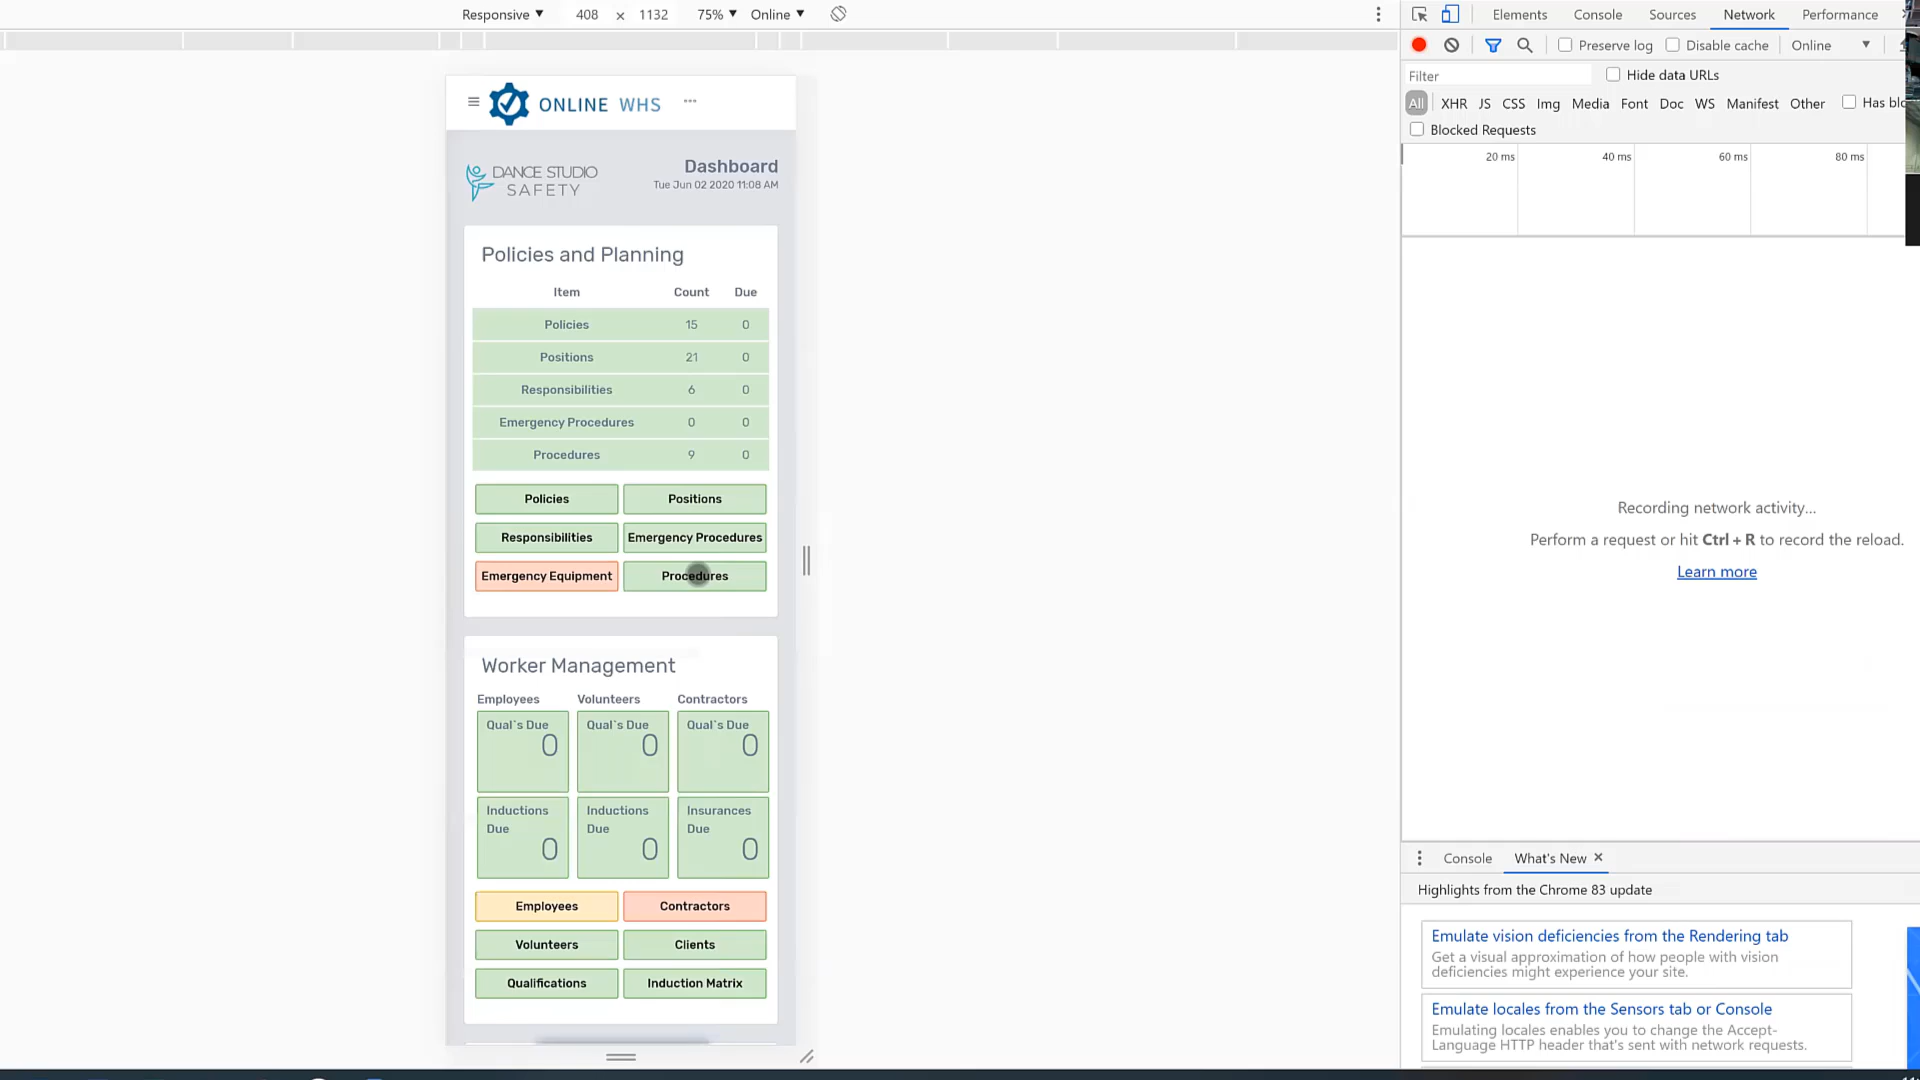 Responsive ▼ 408 x 1132 75% ▼ Online ▼
Elements Console Sources Network Performance
Preserve log Disable cache Online ▼
Filter Hide data URLs
All XHR JS CSS Img Media Font Doc WS Manifest Other
Blocked Requests
20 ms 40 ms 60 ms 80 ms
Recording network activity...
Perform a request or hit Ctrl + R to record the reload.
Learn more
Console What's New ×
Highlights from the Chrome 83 update
Emulate vision deficiencies from the Rendering tab
Get a visual approximation of how people with vision
deficiencies might experience your site.
Emulate locales from the Sensors tab or Console
Emulating locales enables you to change the Accept-
Language HTTP header that's sent with network requests.
ONLINE WHS ...
DANCE STUDIO
SAFETY
Dashboard
Tue Jun 02 2020 11:08 AM
Policies and Planning
Item Count Due
Policies 15 0
Positions 21 0
Responsibilities 6 0
Emergency Procedures 0 0
Procedures 9 0
Policies Positions
Responsibilities Emergency Procedures
Emergency Equipment Procedures
Worker Management
Employees Volunteers Contractors
Qual`s Due Qual`s Due Qual`s Due
0 0 0
Inductions Inductions Insurances
Due Due Due
0 0 0
Employees Contractors
Volunteers Clients
Qualifications Induction Matrix